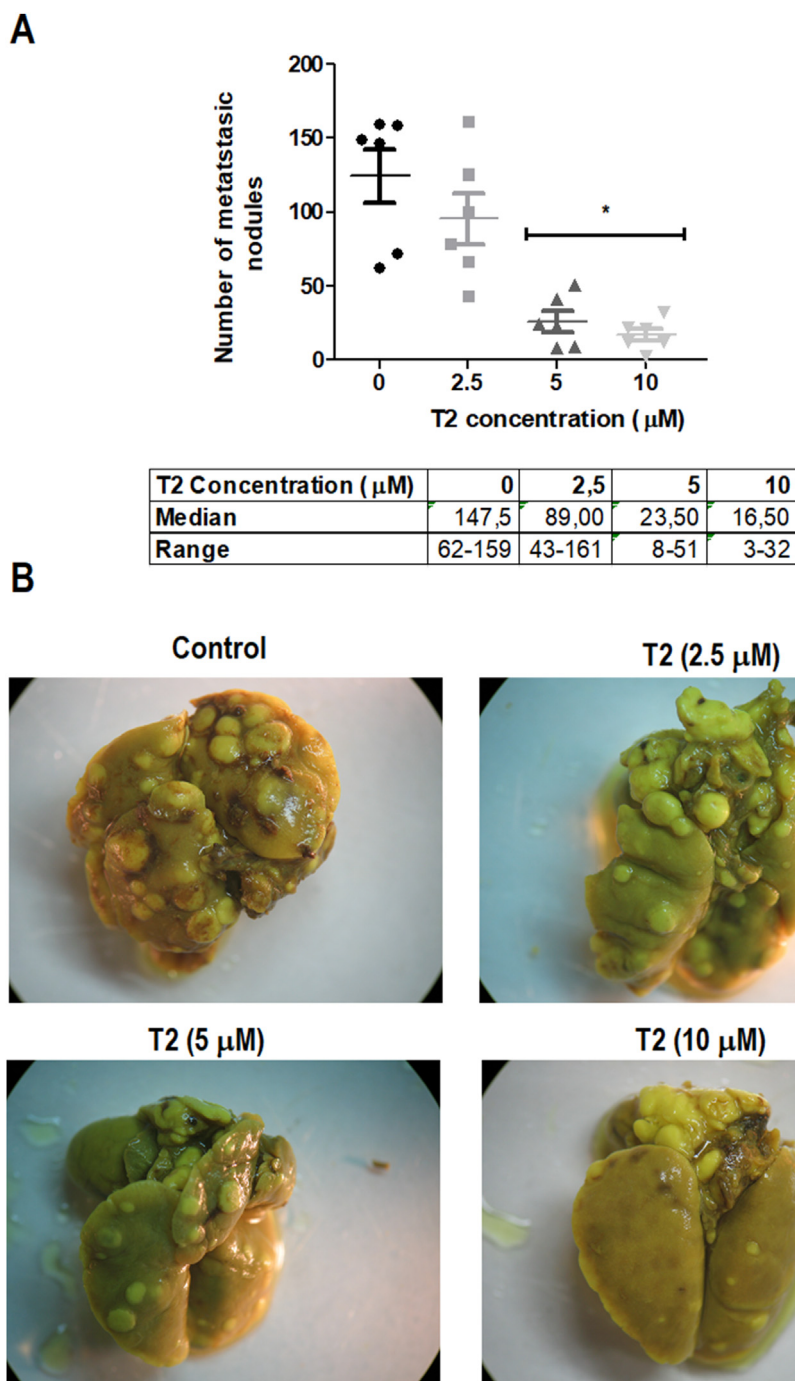 A
Number of metatstasic
nodules
200
150
100
50
0
*
0 2.5 5 10
T2 concentration ( μM)
T2 Concentration ( μM) 0 2,5 5 10
Median 147,5 89,00 23,50 16,50
Range 62-159 43-161 8-51 3-32
B
Control T2 (2.5 μM)
T2 (5 μM) T2 (10 μM)